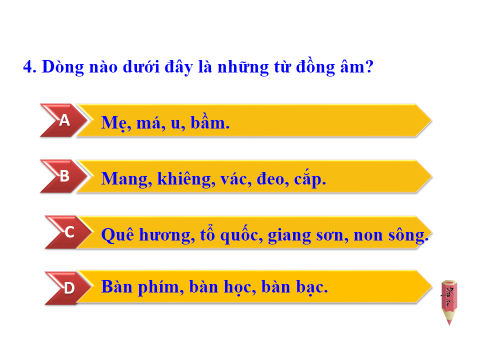 4. Dòng nào dưới đây là những từ đồng âm?
A
Mẹ, má, u, bầm.
B
Mang, khiêng, vác, đeo, cắp.
C
Quê hương, tổ quốc, giang sơn, non sông.
D
Bàn phím, bàn học, bàn bạc.